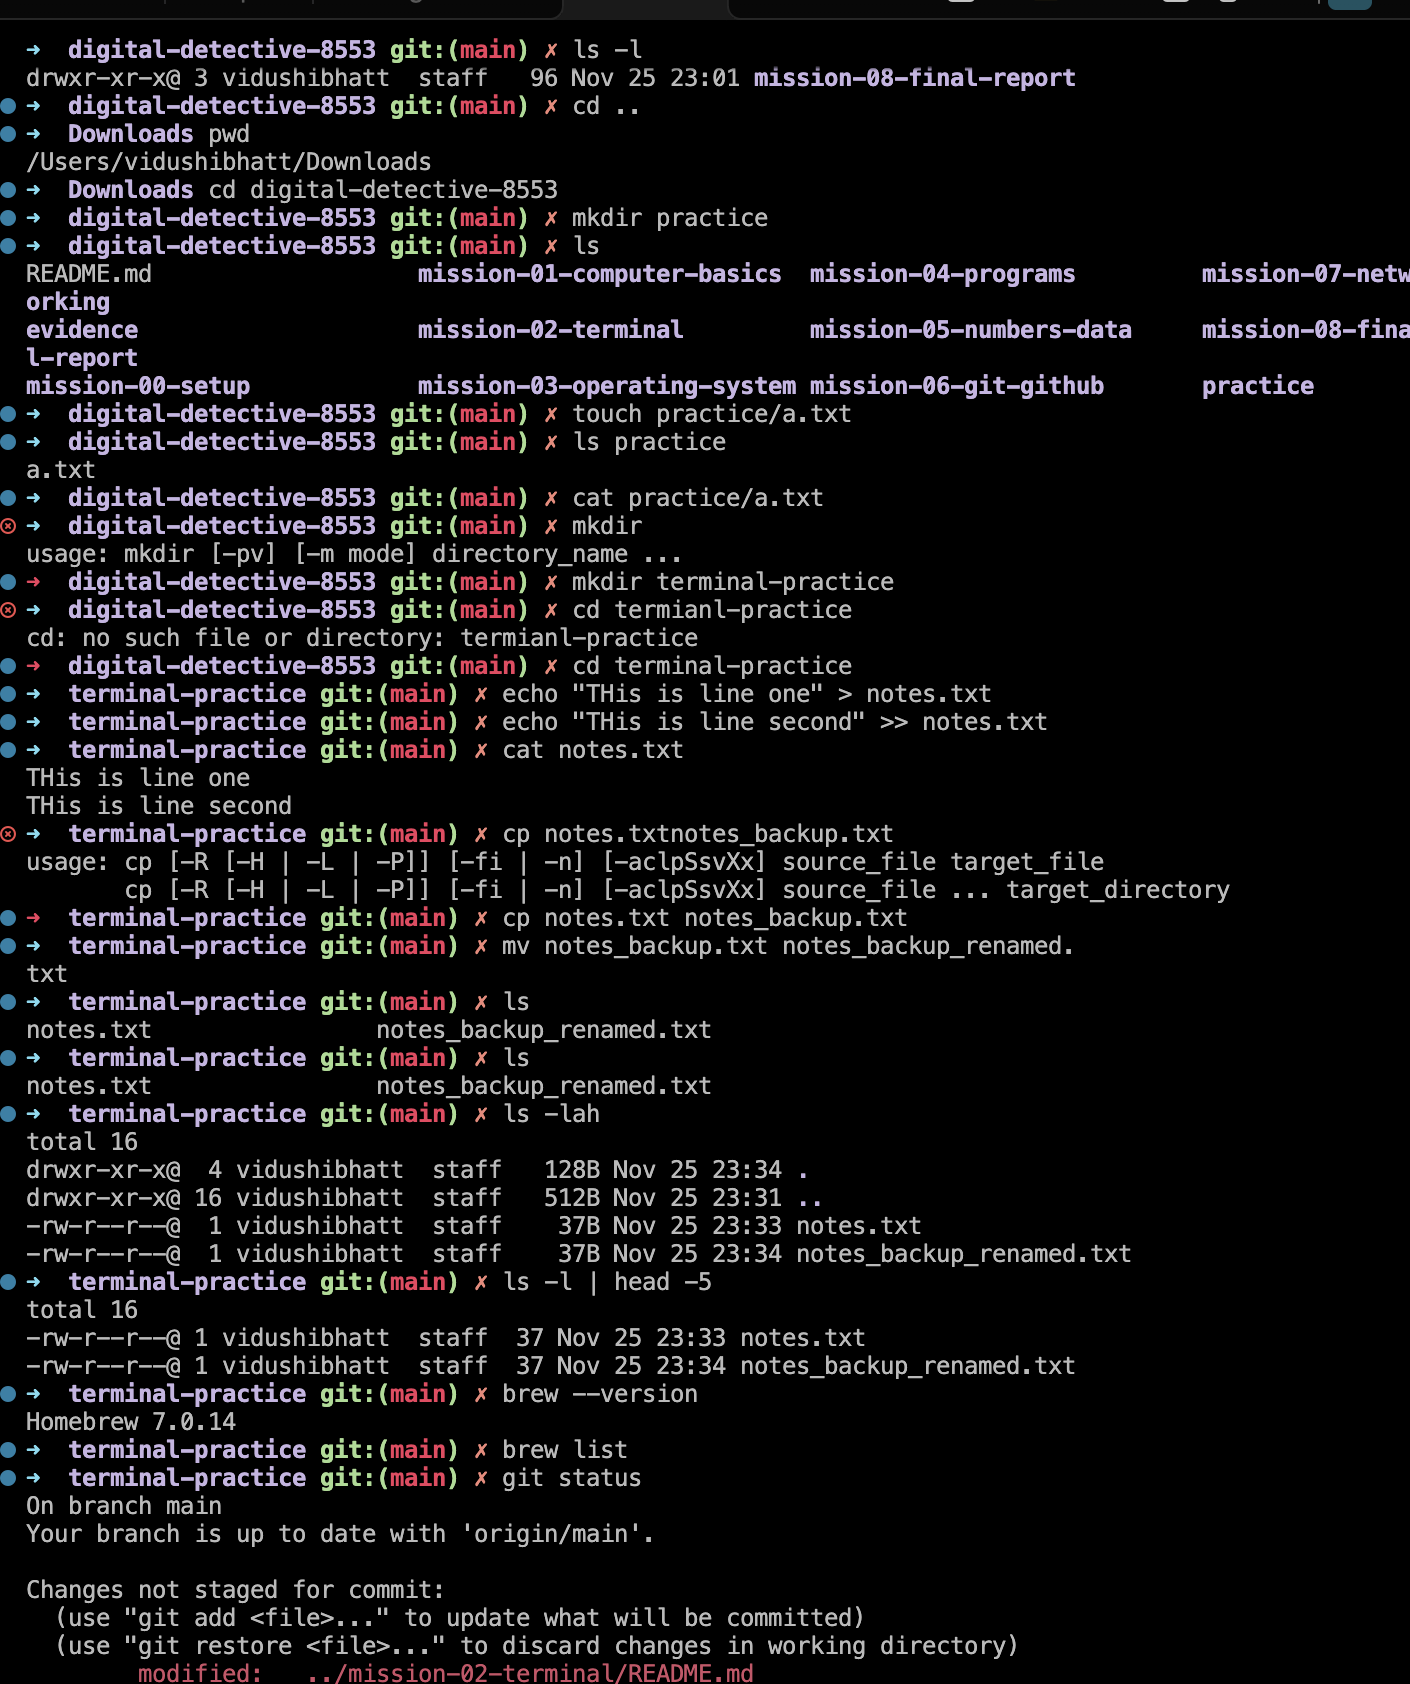 ➜  digital-detective-8553 git:(main) ✗ ls -l
drwxr-xr-x@ 3 vidushibhatt  staff   96 Nov 25 23:01 mission-08-final-report
➜  digital-detective-8553 git:(main) ✗ cd ..
➜  Downloads pwd
/Users/vidushibhatt/Downloads
➜  Downloads cd digital-detective-8553
➜  digital-detective-8553 git:(main) ✗ mkdir practice
➜  digital-detective-8553 git:(main) ✗ ls
README.md                   mission-01-computer-basics  mission-04-programs         mission-07-netw
orking
evidence                    mission-02-terminal         mission-05-numbers-data     mission-08-fina
l-report
mission-00-setup            mission-03-operating-system mission-06-git-github       practice
➜  digital-detective-8553 git:(main) ✗ touch practice/a.txt
➜  digital-detective-8553 git:(main) ✗ ls practice
a.txt
➜  digital-detective-8553 git:(main) ✗ cat practice/a.txt
➜  digital-detective-8553 git:(main) ✗ mkdir
usage: mkdir [-pv] [-m mode] directory_name ...
➜  digital-detective-8553 git:(main) ✗ mkdir terminal-practice
➜  digital-detective-8553 git:(main) ✗ cd termianl-practice
cd: no such file or directory: termianl-practice
➜  digital-detective-8553 git:(main) ✗ cd terminal-practice
➜  terminal-practice git:(main) ✗ echo "THis is line one" > notes.txt
➜  terminal-practice git:(main) ✗ echo "THis is line second" >> notes.txt
➜  terminal-practice git:(main) ✗ cat notes.txt
THis is line one
THis is line second
➜  terminal-practice git:(main) ✗ cp notes.txtnotes_backup.txt
usage: cp [-R [-H | -L | -P]] [-fi | -n] [-aclpSsvXx] source_file target_file
       cp [-R [-H | -L | -P]] [-fi | -n] [-aclpSsvXx] source_file ... target_directory
➜  terminal-practice git:(main) ✗ cp notes.txt notes_backup.txt
➜  terminal-practice git:(main) ✗ mv notes_backup.txt notes_backup_renamed.
txt
➜  terminal-practice git:(main) ✗ ls
notes.txt                notes_backup_renamed.txt
➜  terminal-practice git:(main) ✗ ls
notes.txt                notes_backup_renamed.txt
➜  terminal-practice git:(main) ✗ ls -lah
total 16
drwxr-xr-x@  4 vidushibhatt  staff   128B Nov 25 23:34 .
drwxr-xr-x@ 16 vidushibhatt  staff   512B Nov 25 23:31 ..
-rw-r--r--@  1 vidushibhatt  staff    37B Nov 25 23:33 notes.txt
-rw-r--r--@  1 vidushibhatt  staff    37B Nov 25 23:34 notes_backup_renamed.txt
➜  terminal-practice git:(main) ✗ ls -l | head -5
total 16
-rw-r--r--@ 1 vidushibhatt  staff  37 Nov 25 23:33 notes.txt
-rw-r--r--@ 1 vidushibhatt  staff  37 Nov 25 23:34 notes_backup_renamed.txt
➜  terminal-practice git:(main) ✗ brew --version
Homebrew 7.0.14
➜  terminal-practice git:(main) ✗ brew list
➜  terminal-practice git:(main) ✗ git status
On branch main
Your branch is up to date with 'origin/main'.

Changes not staged for commit:
  (use "git add <file>..." to update what will be committed)
  (use "git restore <file>..." to discard changes in working directory)
        modified:   ../mission-02-terminal/README.md